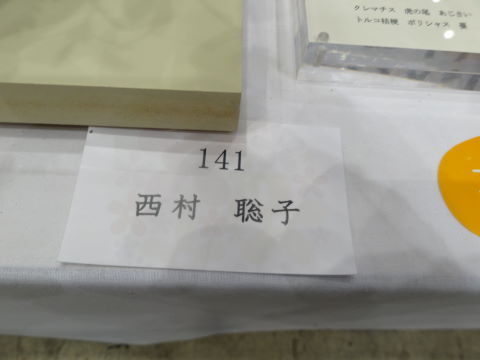 クレマチス 虎の尾 あじさい
トルコ桔梗 ポリシャス
141
西村 聡子